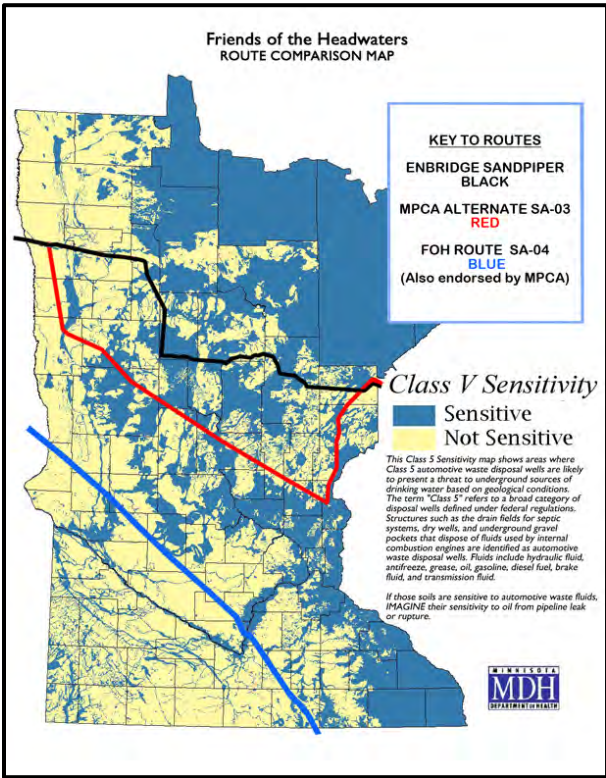 Friends of the Headwaters
ROUTE COMPARISON MAP
KEY TO ROUTES
ENBRIDGE SANDPIPER
BLACK
MPCA ALTERNATE SA-03
RED
FOH ROUTE SA-04
BLUE
(Also endorsed by MPCA)
Class V Sensitivity
Sensitive
Not Sensitive
This Class 5 Sensitivity map shows areas where
Class 5 automotive waste disposal wells are likely
to present a threat to underground sources of
drinking water based on geological conditions.
The term "Class 5" refers to a broad category of
disposal wells defined under federal regulations.
Structures such as the drain fields for septic
systems, dry wells, and underground gravel
pockets that dispose of fluids used by internal
combustion engines are identified as automotive
waste disposal wells. Fluids include hydraulic fluid,
antifreeze, grease, oil, gasoline, diesel fuel, brake
fluid, and transmission fluid.
If those soils are sensitive to automotive waste fluids,
IMAGINE their sensitivity to oil from pipeline leak
or rupture.
MINNESOTA
MDH
DEPARTMENT OF HEALTH